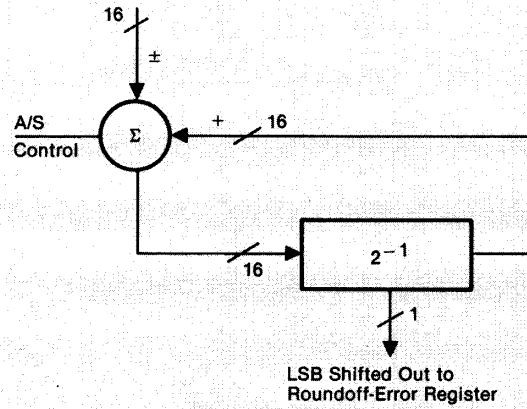 16
±
A/S
Control
Σ
+
16
16
2⁻¹
1
LSB Shifted Out to
Roundoff-Error Register